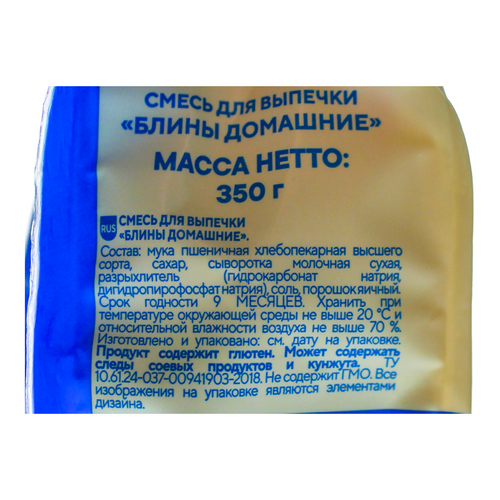 СМЕСЬ ДЛЯ ВЫПЕЧКИ
«БЛИНЫ ДОМАШНИЕ»
МАССА НЕТТО:
350 г
RUS
СМЕСЬ ДЛЯ ВЫПЕЧКИ
«БЛИНЫ ДОМАШНИЕ».
Состав: мука пшеничная хлебопекарная высшего
сорта, сахар, сыворотка молочная сухая,
разрыхлитель (гидрокарбонат натрия,
дигидропирофосфат натрия), соль, порошок яичный.
Срок годности 9 МЕСЯЦЕВ. Хранить при
температуре окружающей среды не выше 20 °С и
относительной влажности воздуха не выше 70 %.
Изготовлено и упаковано: см. дату на упаковке.
Продукт содержит глютен. Может содержать
следы соевых продуктов и кунжута. ТУ
10.61.24-037-00941903-2018. Не содержит ГМО. Все
изображения на упаковке являются элементами
дизайна.